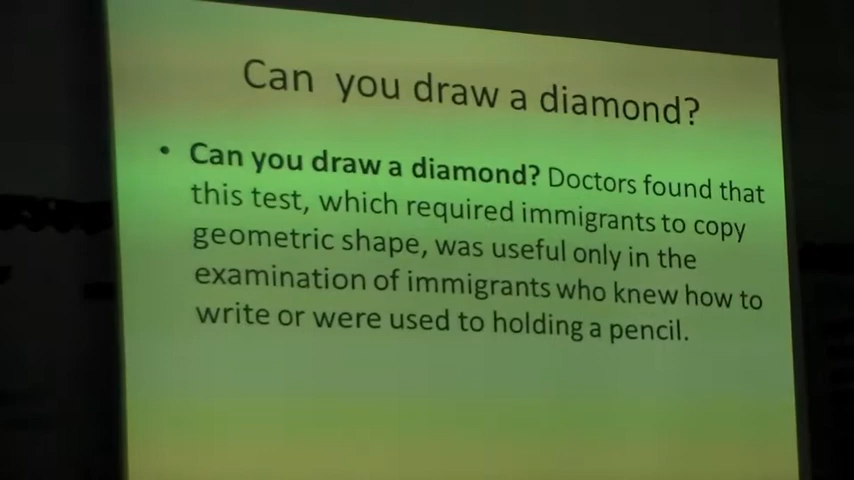 Can you draw a diamond?
• Can you draw a diamond? Doctors found that
this test, which required immigrants to copy
geometric shape, was useful only in the
examination of immigrants who knew how to
write or were used to holding a pencil.